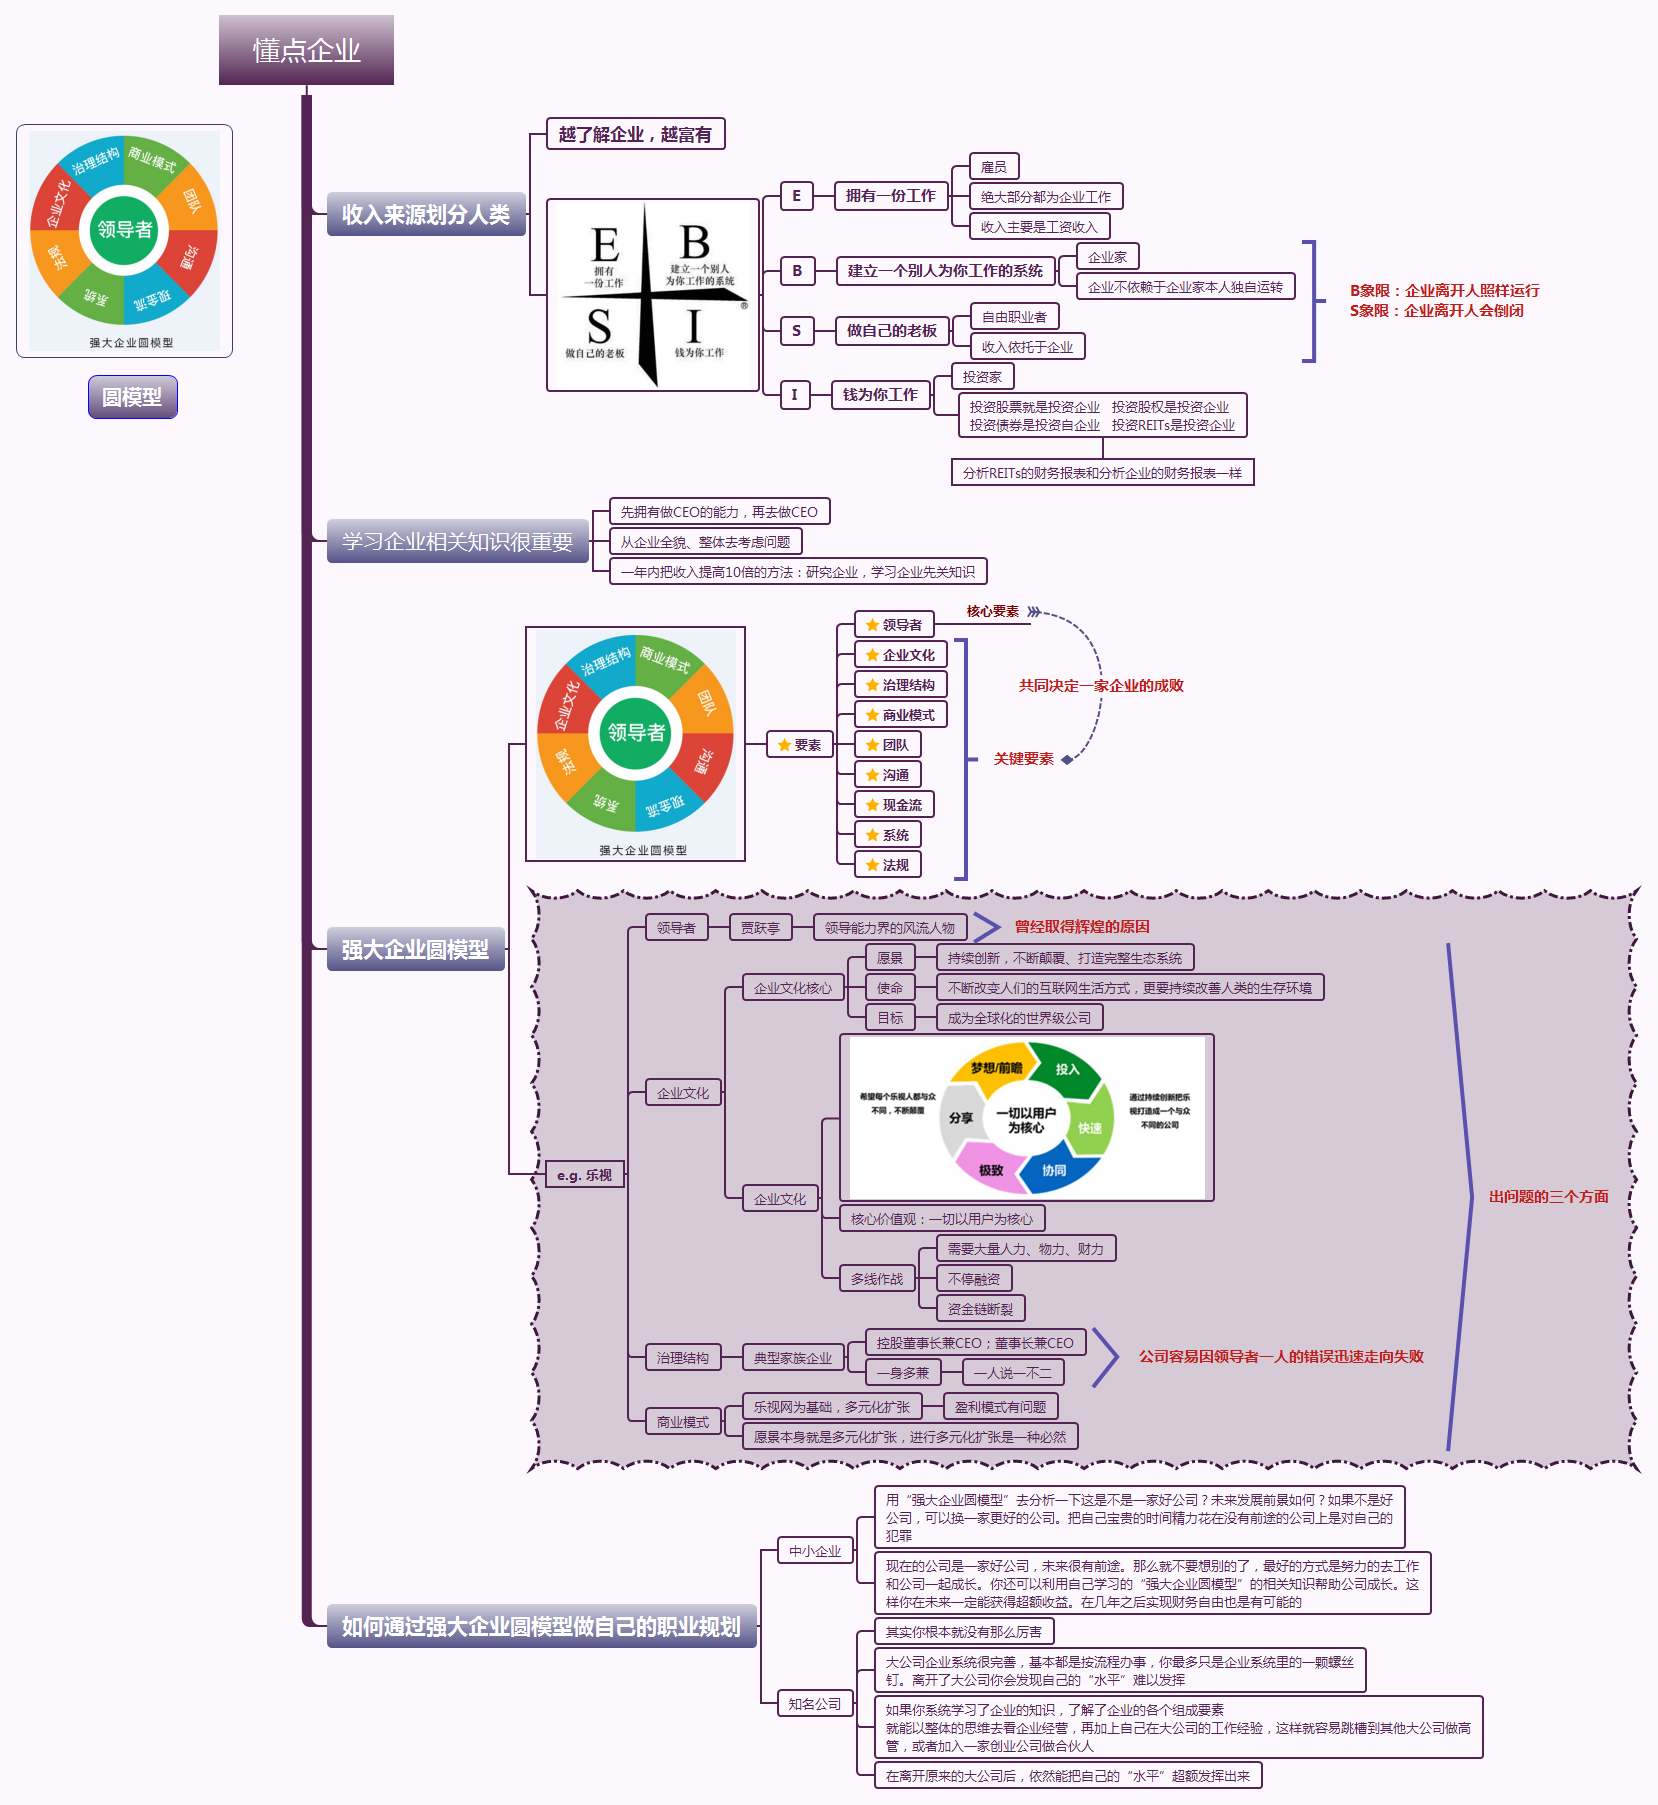 懂点企业
治理结构
商业模式
团队
沟通
现金流
系统
法规
企业文化
领导者
强大企业圆模型
圆模型
收入来源划分人类
越了解企业，越富有
E
拥有
一份工作
B
建立一个别人
为你工作的系统
®
S
做自己的老板
I
钱为你工作
E
拥有一份工作
雇员
绝大部分都为企业工作
收入主要是工资收入
B
建立一个别人为你工作的系统
企业家
企业不依赖于企业家本人独自运转
S
做自己的老板
自由职业者
收入依托于企业
B象限：企业离开人照样运行
S象限：企业离开人会倒闭
I
钱为你工作
投资家
投资股票就是投资企业 投资股权是投资企业
投资债券是投资自企业 投资REITs是投资企业
分析REITs的财务报表和分析企业的财务报表一样
学习企业相关知识很重要
先拥有做CEO的能力，再去做CEO
从企业全貌、整体去考虑问题
一年内把收入提高10倍的方法：研究企业，学习企业先关知识
强大企业圆模型
治理结构
商业模式
团队
沟通
现金流
系统
法规
企业文化
领导者
强大企业圆模型
要素
领导者
企业文化
治理结构
商业模式
团队
沟通
现金流
系统
法规
核心要素
共同决定一家企业的成败
关键要素
e.g. 乐视
领导者
贾跃亭
领导能力界的风流人物
曾经取得辉煌的原因
企业文化
企业文化核心
愿景
持续创新，不断颠覆、打造完整生态系统
使命
不断改变人们的互联网生活方式，更要持续改善人类的生存环境
目标
成为全球化的世界级公司
企业文化
希望每个乐视人都与众
不同，不断颠覆
梦想/前瞻
投入
快速
协同
极致
分享
一切以用户
为核心
通过持续创新把乐
视打造成一个与众
不同的公司
核心价值观：一切以用户为核心
多线作战
需要大量人力、物力、财力
不停融资
资金链断裂
治理结构
典型家族企业
控股董事长兼CEO；董事长兼CEO
一身多兼
一人说一不二
公司容易因领导者一人的错误迅速走向失败
商业模式
乐视网为基础，多元化扩张
盈利模式有问题
愿景本身就是多元化扩张，进行多元化扩张是一种必然
出问题的三个方面
如何通过强大企业圆模型做自己的职业规划
中小企业
用“强大企业圆模型”去分析一下这是不是一家好公司？未来发展前景如何？如果不是好
公司，可以换一家更好的公司。把自己宝贵的时间精力花在没有前途的公司上是对自己的
犯罪
现在的公司是一家好公司，未来很有前途。那么就不要想别的了，最好的方式是努力的去工作
和公司一起成长。你还可以利用自己学习的“强大企业圆模型”的相关知识帮助公司成长。这
样你在未来一定能获得超额收益。在几年之后实现财务自由也是有可能的
知名公司
其实你根本就没有那么厉害
大公司企业系统很完善，基本都是按流程办事，你最多只是企业系统里的一颗螺丝
钉。离开了大公司你会发现自己的“水平”难以发挥
如果你系统学习了企业的知识，了解了企业的各个组成要素
就能以整体的思维去看企业经营，再加上自己在大公司的工作经验，这样就容易跳槽到其他大公司做高
管，或者加入一家创业公司做合伙人
在离开原来的大公司后，依然能把自己的“水平”超额发挥出来